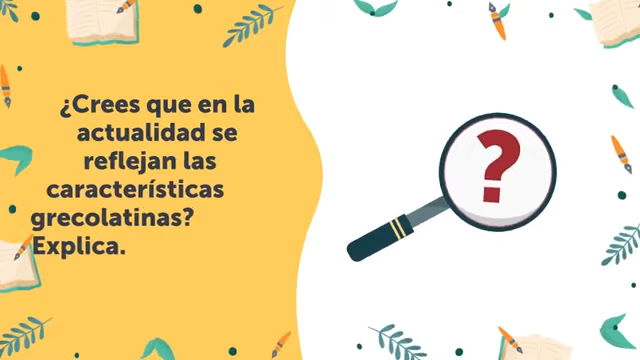 ¿Crees que en la
actualidad se
reflejan las
características
grecolatinas?
Explica.
?